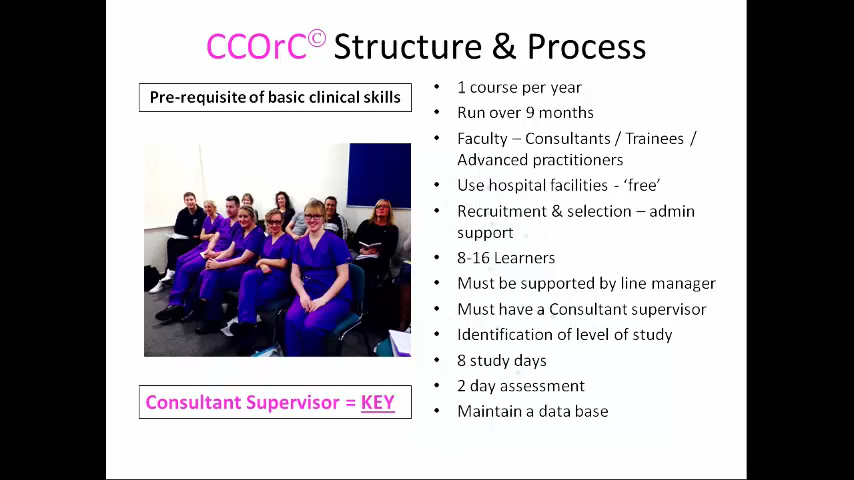 CCOrC© Structure & Process
Pre-requisite of basic clinical skills
Consultant Supervisor = KEY
• 1 course per year
• Run over 9 months
• Faculty – Consultants / Trainees /
Advanced practitioners
• Use hospital facilities - ‘free’
• Recruitment & selection – admin
support
• 8-16 Learners
• Must be supported by line manager
• Must have a Consultant supervisor
• Identification of level of study
• 8 study days
• 2 day assessment
• Maintain a data base